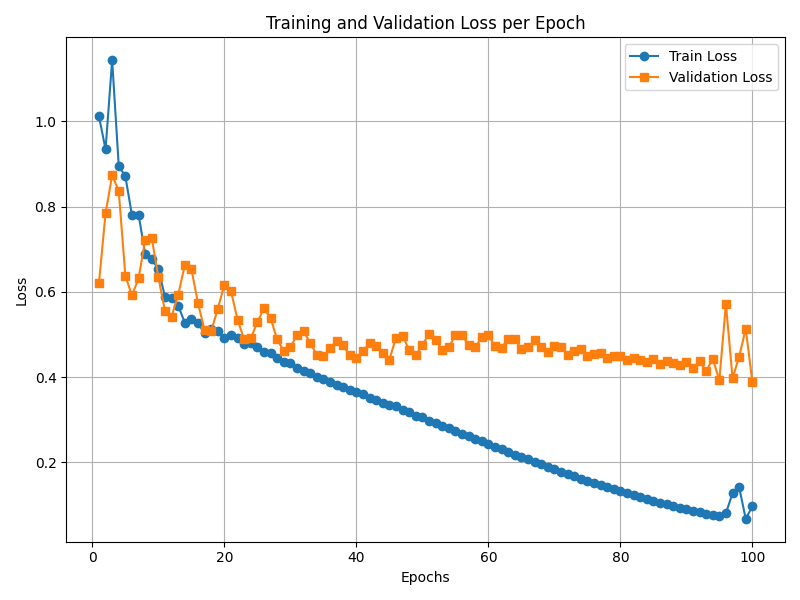 Training and Validation Loss per Epoch
Train Loss
Validation Loss
1.0
0.8
0.6
0.4
0.2
Loss
0 20 40 60 80 100
Epochs